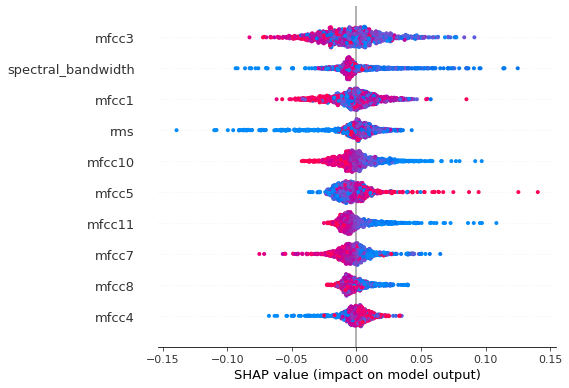 mfcc3
spectral_bandwidth
mfcc1
rms
mfcc10
mfcc5
mfcc11
mfcc7
mfcc8
mfcc4
−0.15 −0.10 −0.05 0.00 0.05 0.10 0.15
SHAP value (impact on model output)